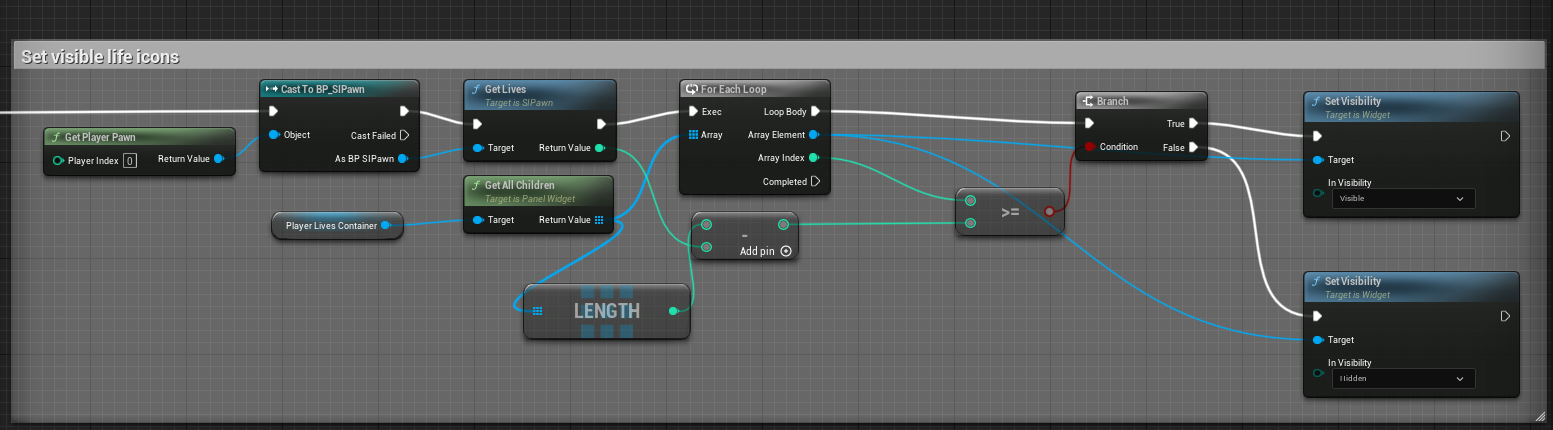 Set visible life icons
Cast To BP_SIPawn
Object
Cast Failed
As BP SIPawn
Get Player Pawn
Player Index 0
Return Value
Get Lives
Target is SIPawn
Target
Return Value
Get All Children
Target is Panel Widget
Target
Return Value
Player Lives Container
LENGTH
For Each Loop
Exec
Loop Body
Array
Array Element
Array Index
Completed
-
Add pin
>=
Branch
True
Condition
False
Set Visibility
Target is Widget
Target
In Visibility
Visible
Set Visibility
Target is Widget
Target
In Visibility
Hidden